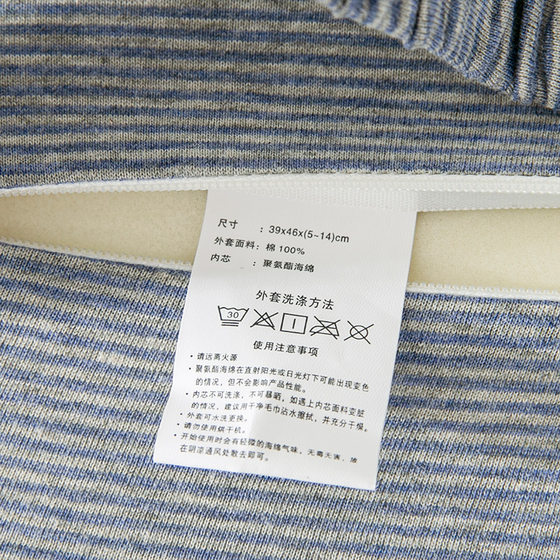 尺寸 : 39x46x(5~14)cm
外套面料: 棉 100%
内芯 : 聚氨酯海绵
外套洗涤方法
30
使用注意事项
• 请远离火源
• 聚氨酯海绵在直射阳光或日光灯下可能出现变色
的情况，但不会影响产品性能。
• 内芯不可洗涤，不可暴晒，如遇上内芯面料变脏
的情况，建议用干净毛巾沾水擦拭，并充分干燥。
• 外套可水洗更换。
• 请勿使用烘干机。
• 开始使用时会有轻微的海绵气味，无毒无害，挂
在阴凉通风处散去即可。